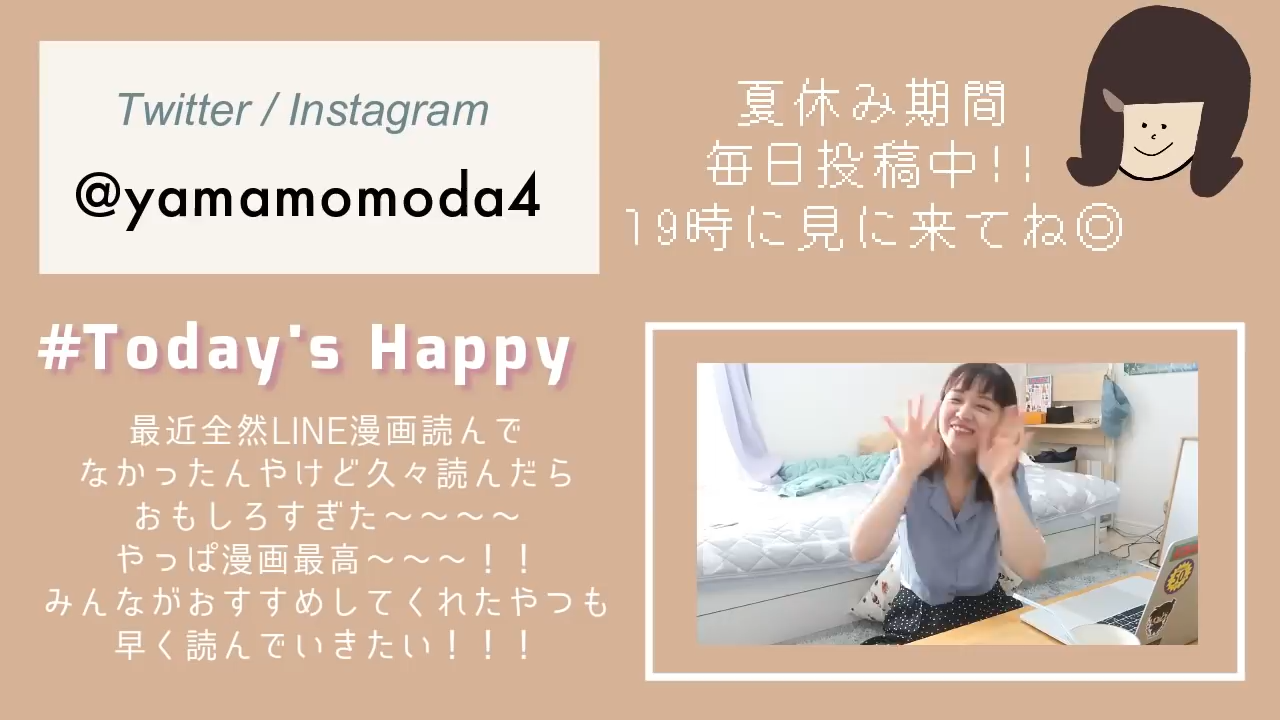 Twitter / Instagram
@yamamomoda4
夏休み期間
毎日投稿中!!
19時に見に来てね◎
#Today's Happy
最近全然LINE漫画読んで
なかったんやけど久々読んだら
おもしろすぎた〜〜〜〜
やっぱ漫画最高〜〜〜！！
みんながおすすめしてくれたやつも
早く読んでいきたい！！！